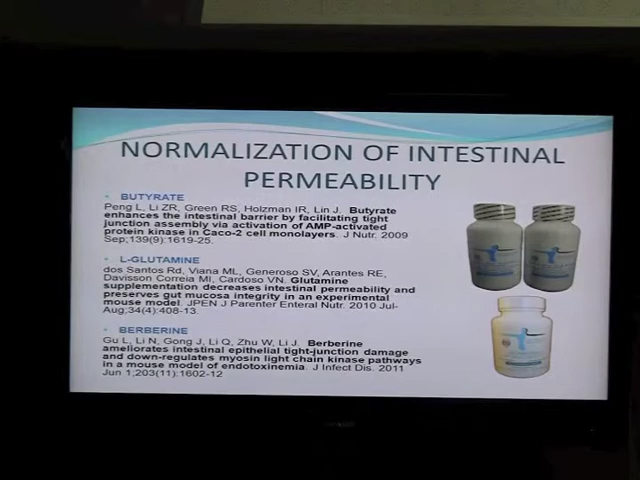 NORMALIZATION OF INTESTINAL
PERMEABILITY
• BUTYRATE
Peng L, Li ZR, Green RS, Holzman IR, Lin J. Butyrate
enhances the intestinal barrier by facilitating tight
junction assembly via activation of AMP-activated
protein kinase in Caco-2 cell monolayers. J Nutr. 2009
Sep;139(9):1619-25.
• L-GLUTAMINE
dos Santos Rd, Viana ML, Generoso SV, Arantes RE,
Davisson Correia MI, Cardoso VN. Glutamine
supplementation decreases intestinal permeability and
preserves gut mucosa integrity in an experimental
mouse model. JPEN J Parenter Enteral Nutr. 2010 Jul-
Aug;34(4):408-13.
• BERBERINE
Gu L, Li N, Gong J, Li Q, Zhu W, Li J. Berberine
ameliorates intestinal epithelial tight-junction damage
and down-regulates myosin light chain kinase pathways
in a mouse model of endotoxinemia. J Infect Dis. 2011
Jun 1;203(11):1602-12